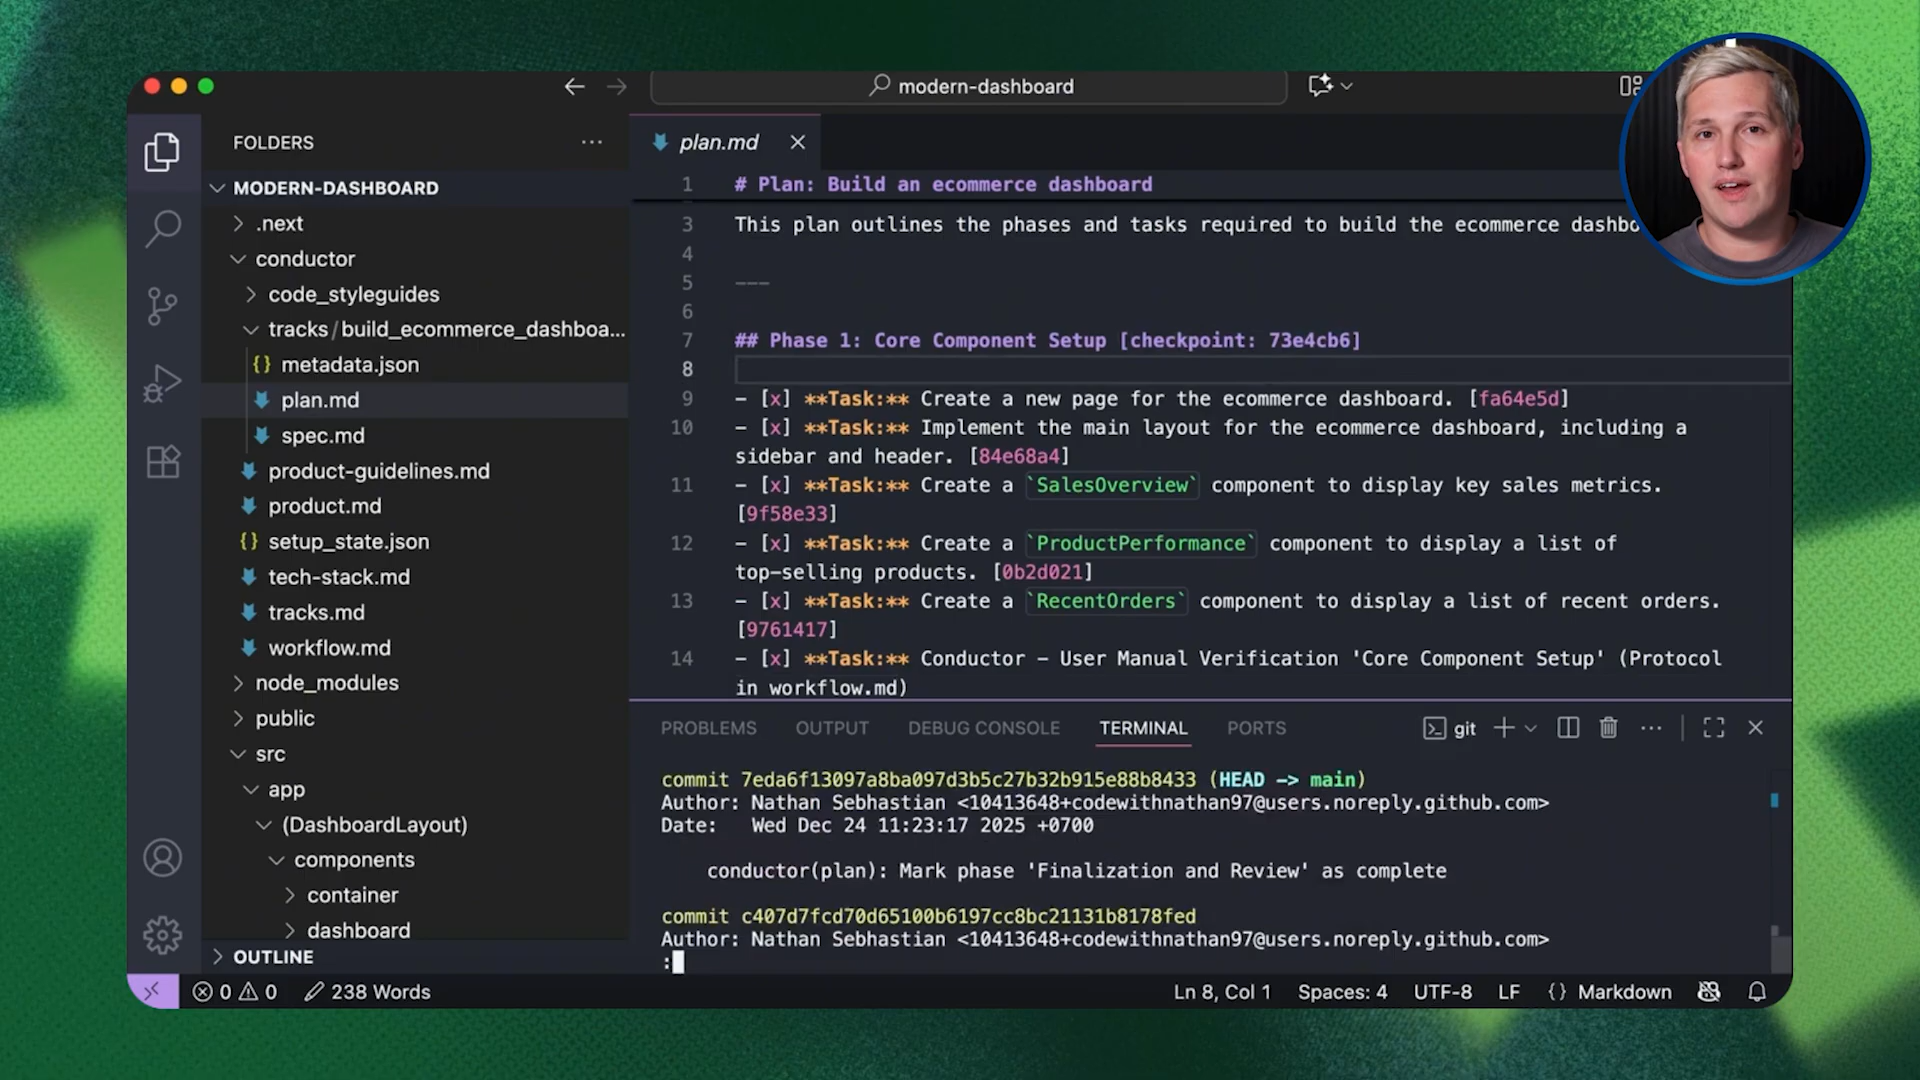 modern-dashboard
FOLDERS
MODERN-DASHBOARD
.next
conductor
code_styleguides
tracks/build_ecommerce_dashboa...
metadata.json
plan.md
spec.md
product-guidelines.md
product.md
setup_state.json
tech-stack.md
tracks.md
workflow.md
node_modules
public
src
app
(DashboardLayout)
components
container
dashboard
OUTLINE
plan.md
1 # Plan: Build an ecommerce dashboard
3 This plan outlines the phases and tasks required to build the ecommerce dashbo
4
5 ---
6
7 ## Phase 1: Core Component Setup [checkpoint: 73e4cb6]
8
9 - [x] **Task:** Create a new page for the ecommerce dashboard. [fa64e5d]
10 - [x] **Task:** Implement the main layout for the ecommerce dashboard, including a
sidebar and header. [84e68a4]
11 - [x] **Task:** Create a `SalesOverview` component to display key sales metrics.
[9f58e33]
12 - [x] **Task:** Create a `ProductPerformance` component to display a list of
top-selling products. [0b2d021]
13 - [x] **Task:** Create a `RecentOrders` component to display a list of recent orders.
[9761417]
14 - [x] **Task:** Conductor - User Manual Verification 'Core Component Setup' (Protocol
in workflow.md)
PROBLEMS OUTPUT DEBUG CONSOLE TERMINAL PORTS git
commit 7eda6f13097a8ba097d3b5c27b32b915e88b8433 (HEAD -> main)
Author: Nathan Sebhastian <10413648+codewithnathan97@users.noreply.github.com>
Date: Wed Dec 24 11:23:17 2025 +0700
conductor(plan): Mark phase 'Finalization and Review' as complete
commit c407d7fcd70d65100b6197cc8bc21131b8178fed
Author: Nathan Sebhastian <10413648+codewithnathan97@users.noreply.github.com>
:
0 0 238 Words Ln 8, Col 1 Spaces: 4 UTF-8 LF {} Markdown